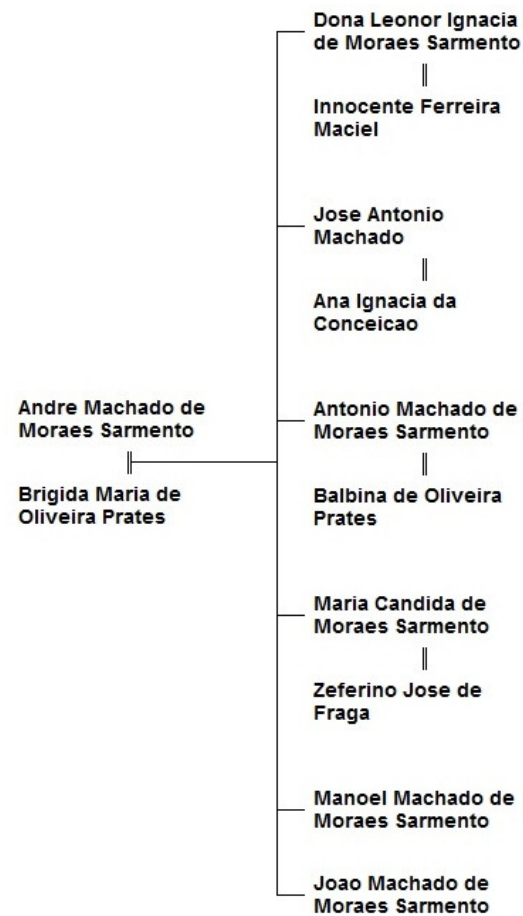 Dona Leonor Ignacia
de Moraes Sarmento
Innocente Ferreira
Maciel
Jose Antonio
Machado
Ana Ignacia da
Conceicao
Andre Machado de
Moraes Sarmento
Brigida Maria de
Oliveira Prates
Antonio Machado de
Moraes Sarmento
Balbina de Oliveira
Prates
Maria Candida de
Moraes Sarmento
Zeferino Jose de
Fraga
Manoel Machado de
Moraes Sarmento
Joao Machado de
Moraes Sarmento